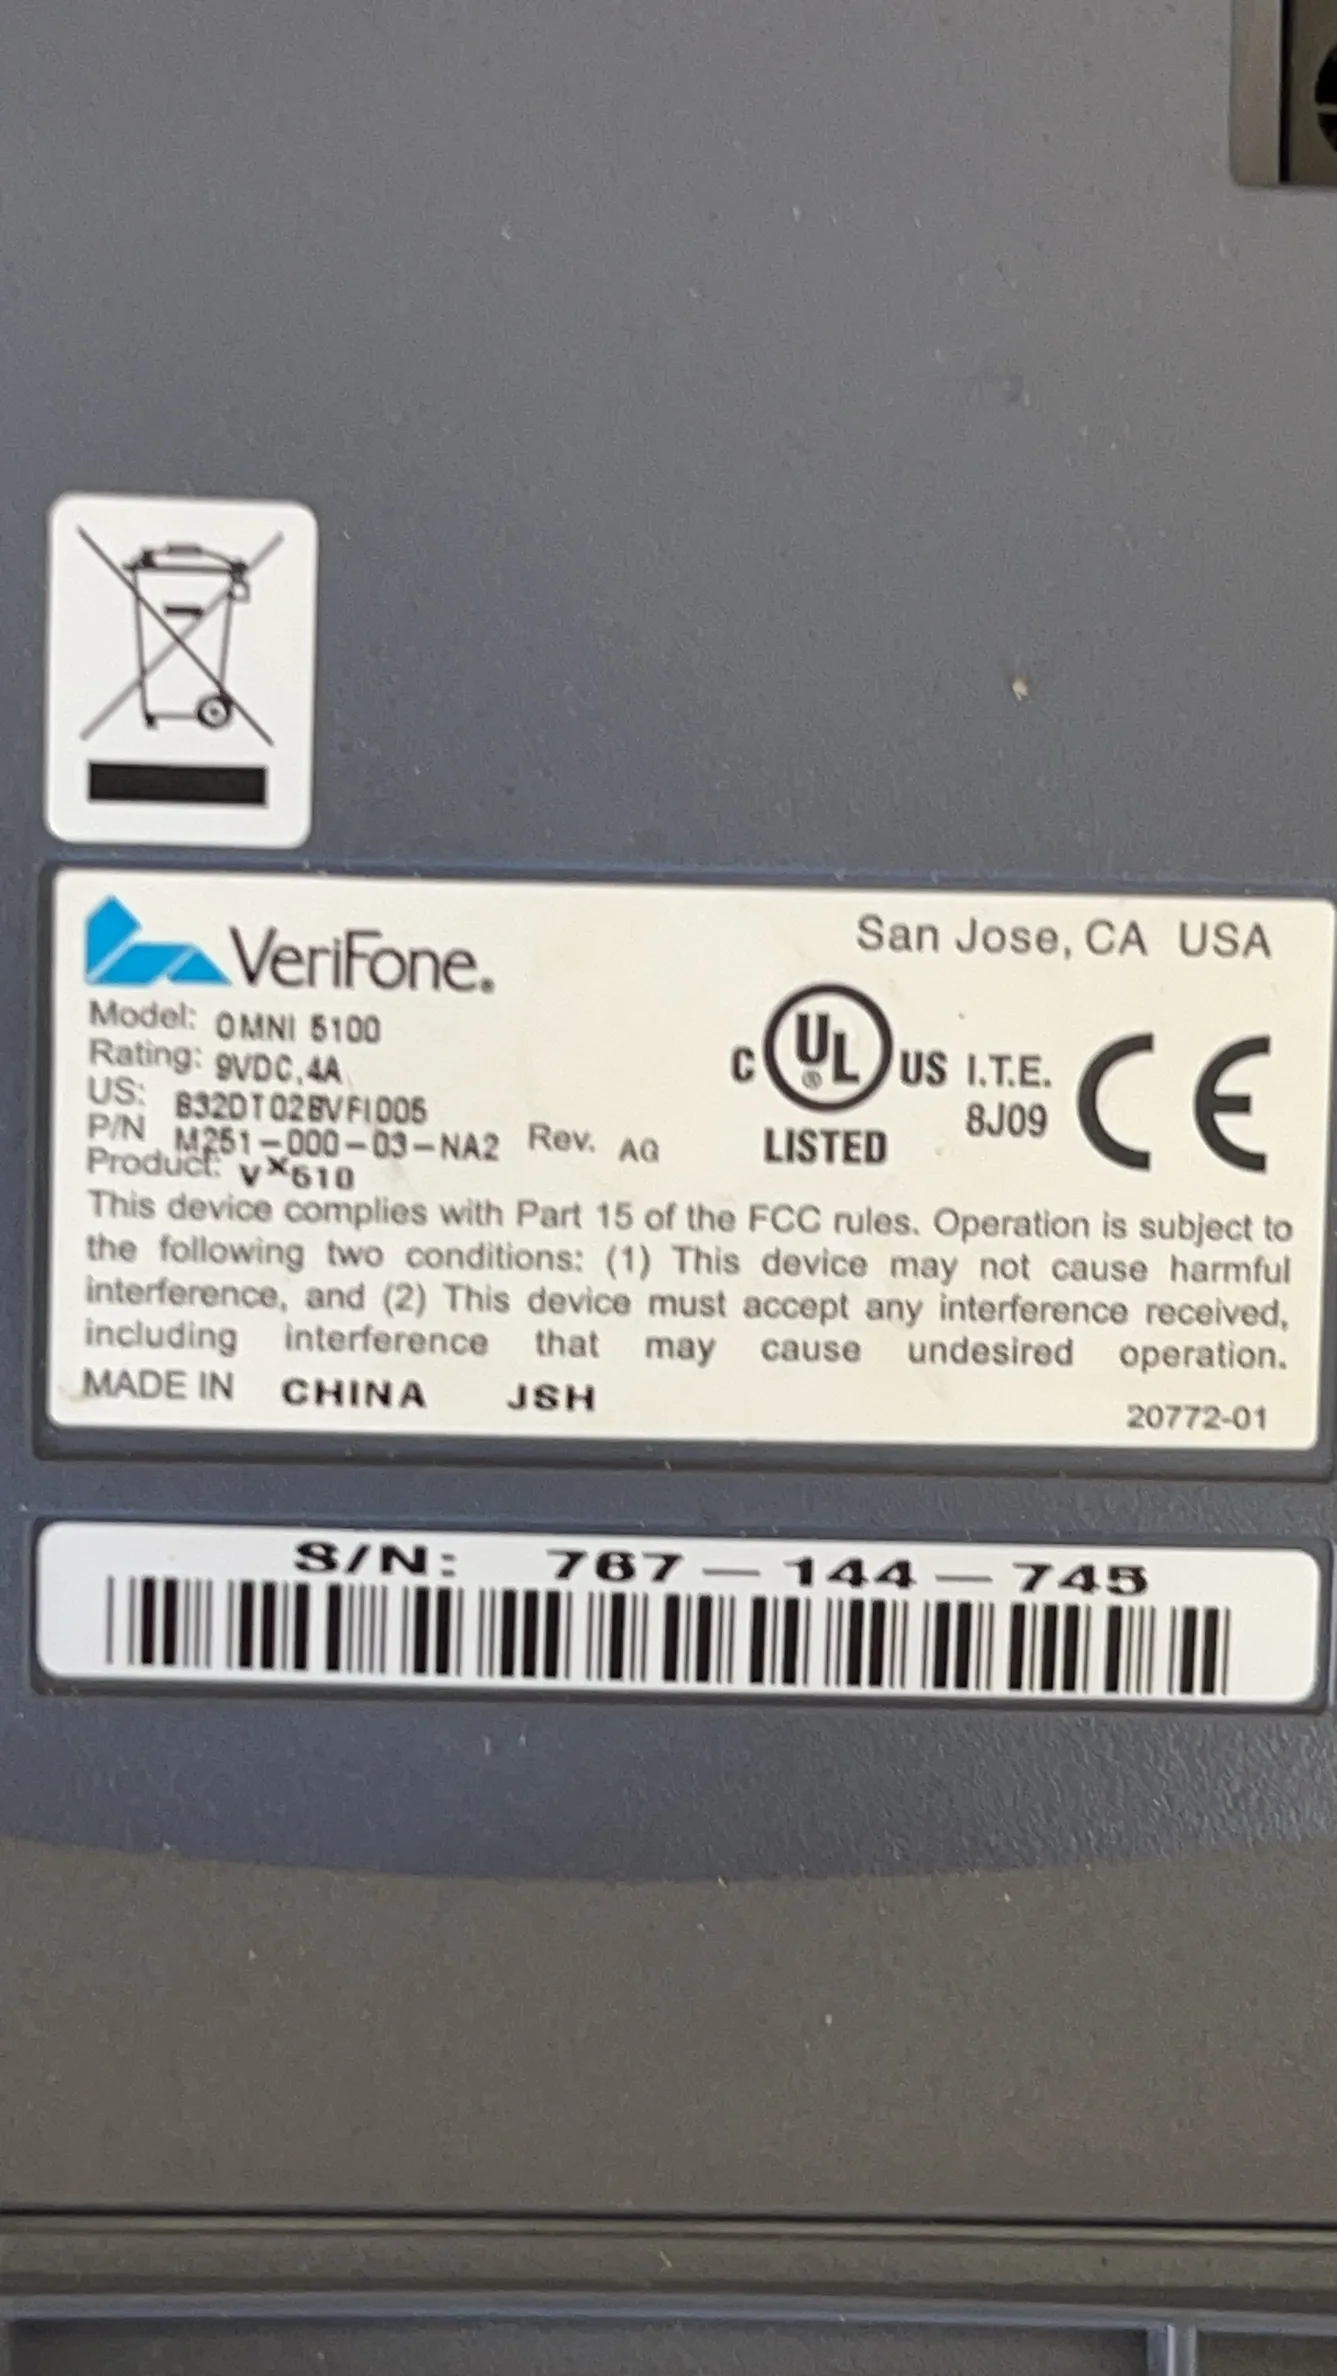 VeriFone®
San Jose, CA USA
Model: OMNI 5100
Rating: 9VDC, 4A
US: 832DT02BVFI005
P/N M251-000-03-NA2 Rev. AG
Product: Vx510
C UL® US LISTED
I.T.E.
8J09
CE
This device complies with Part 15 of the FCC rules. Operation is subject to
the following two conditions: (1) This device may not cause harmful
interference, and (2) This device must accept any interference received,
including interference that may cause undesired operation.
MADE IN CHINA JSH
20772-01
S/N: 767-144-745